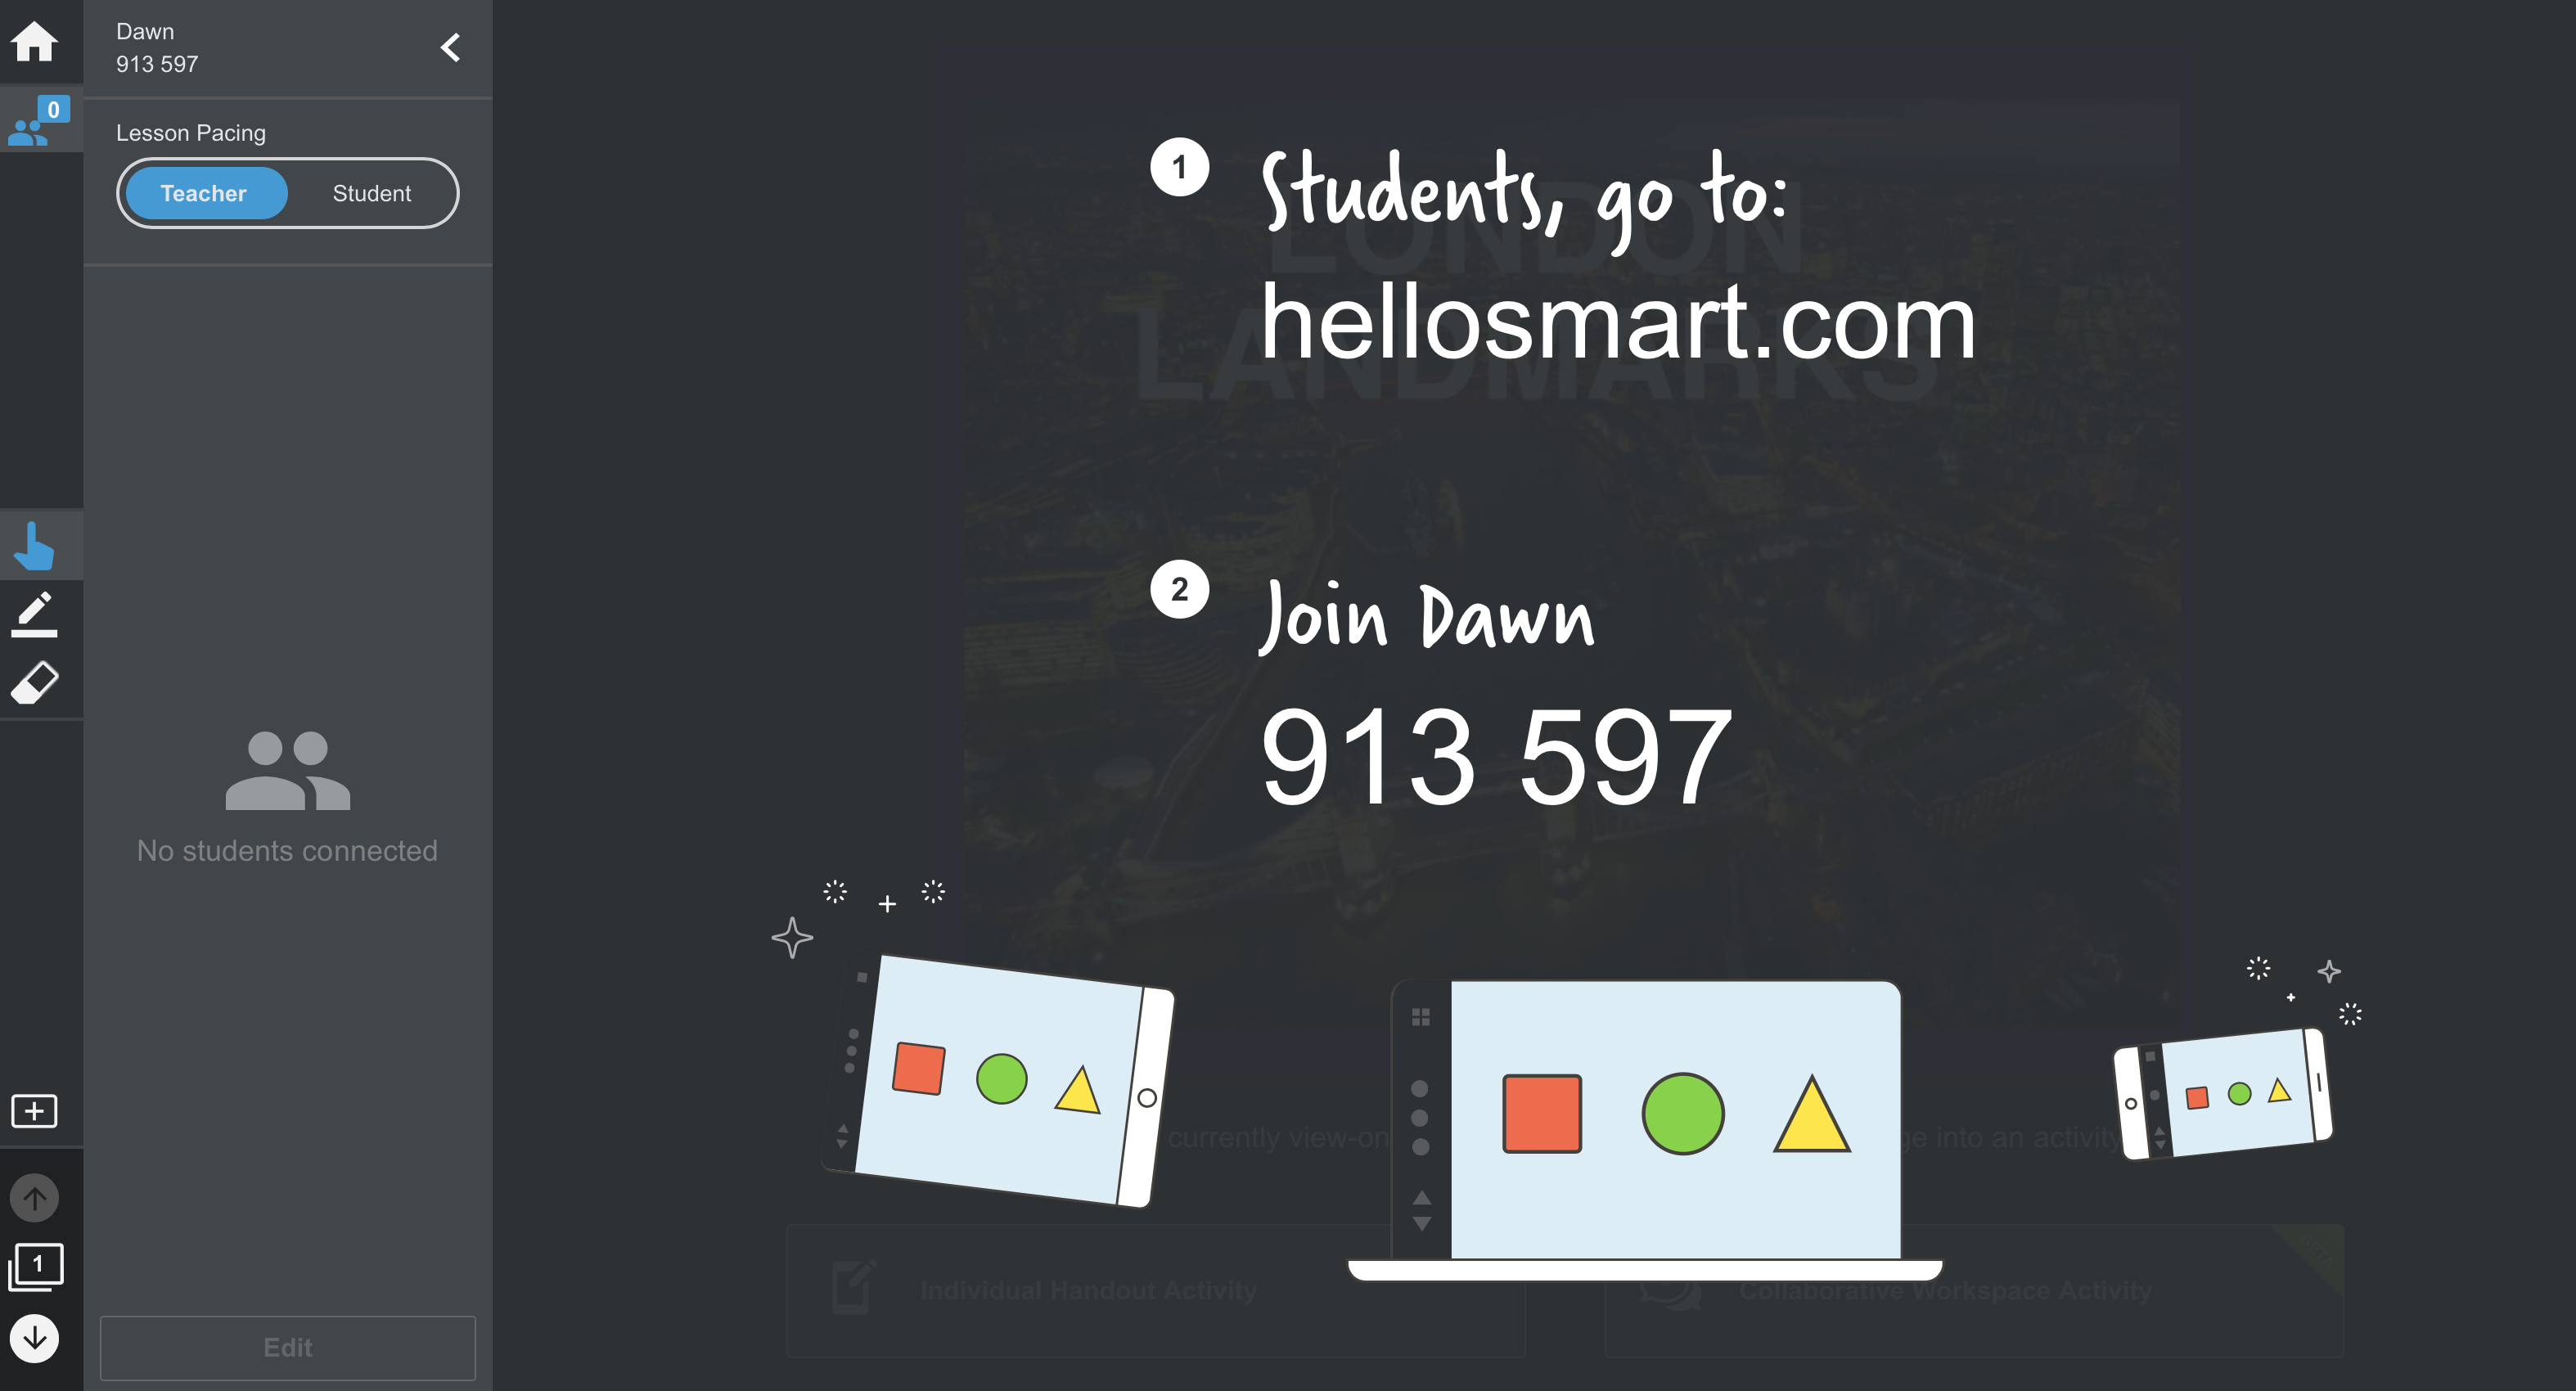 Dawn
913 597
0
Lesson Pacing
Teacher
Student
No students connected
1
Edit
1
Students, go to:
hellosmart.com
LONDON
LANDMARKS
2
Join Dawn
913 597
currently view-on
ge into an activity
Individual Handout Activity
Collaborative Workspace Activity